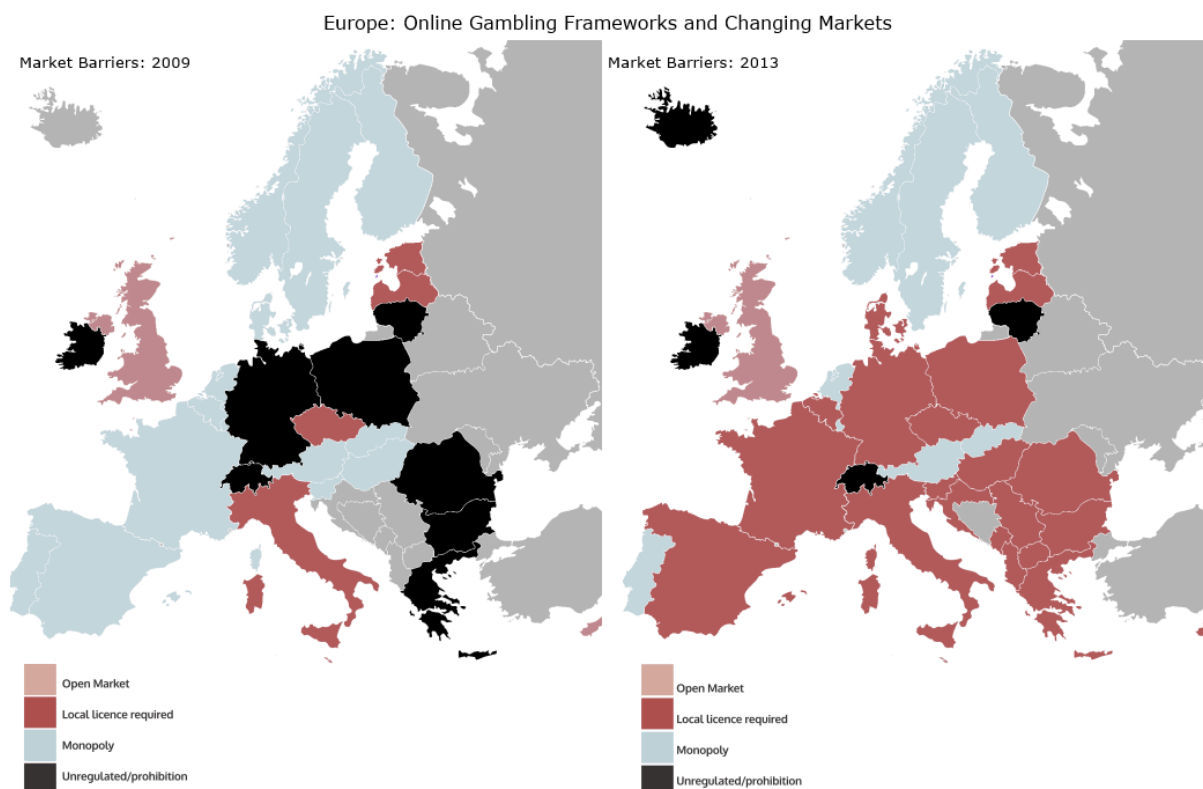 Europe: Online Gambling Frameworks and Changing Markets
Market Barriers: 2009
Market Barriers: 2013
Open Market
Local licence required
Monopoly
Unregulated/prohibition
Open Market
Local licence required
Monopoly
Unregulated/prohibition